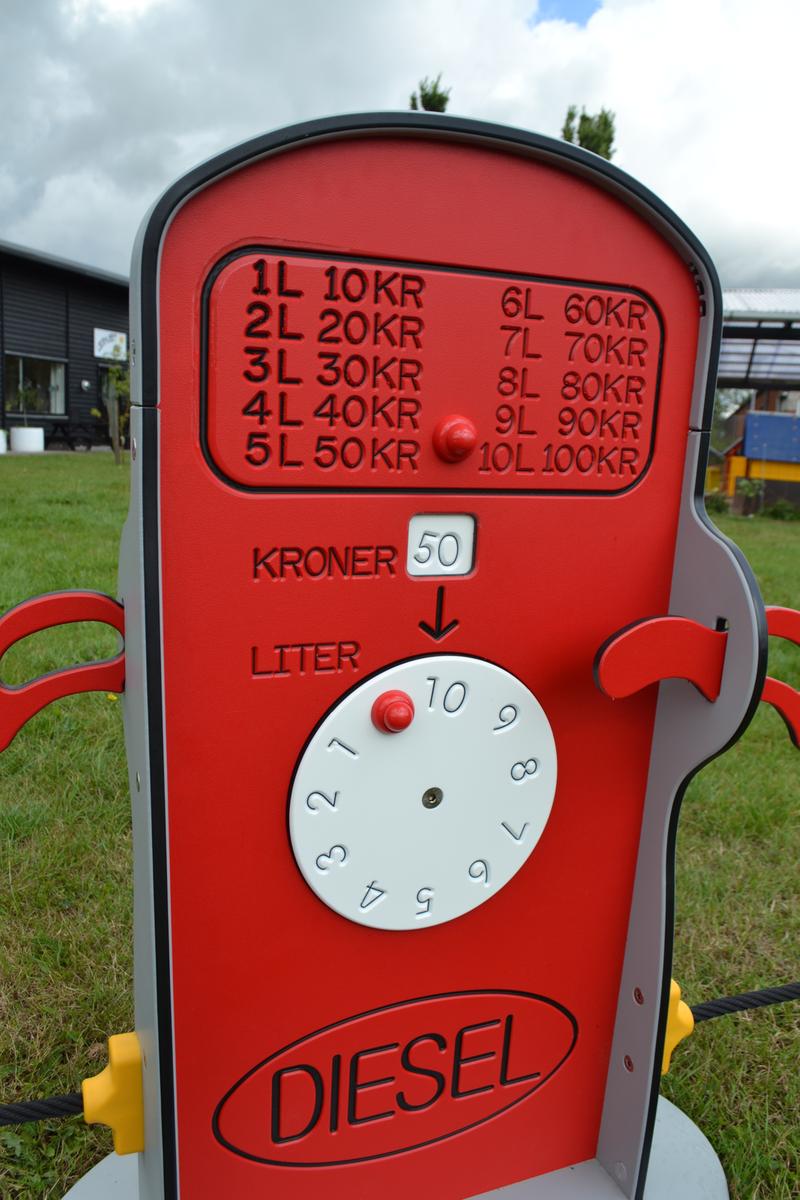 1L 10KR
2L 20KR
3L 30KR
4L 40KR
5L 50KR
6L 60KR
7L 70KR
8L 80KR
9L 90KR
10L 100KR
KRONER 50
LITER
10
9
8
7
6
5
4
3
2
1
DIESEL